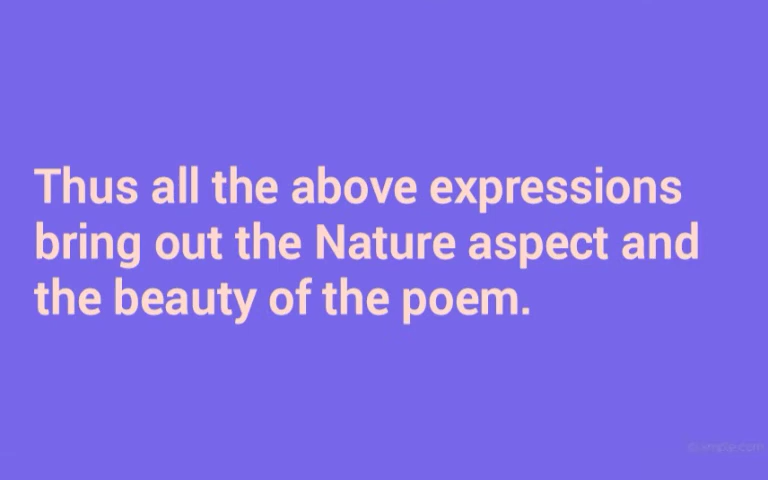 Thus all the above expressions
bring out the Nature aspect and
the beauty of the poem.